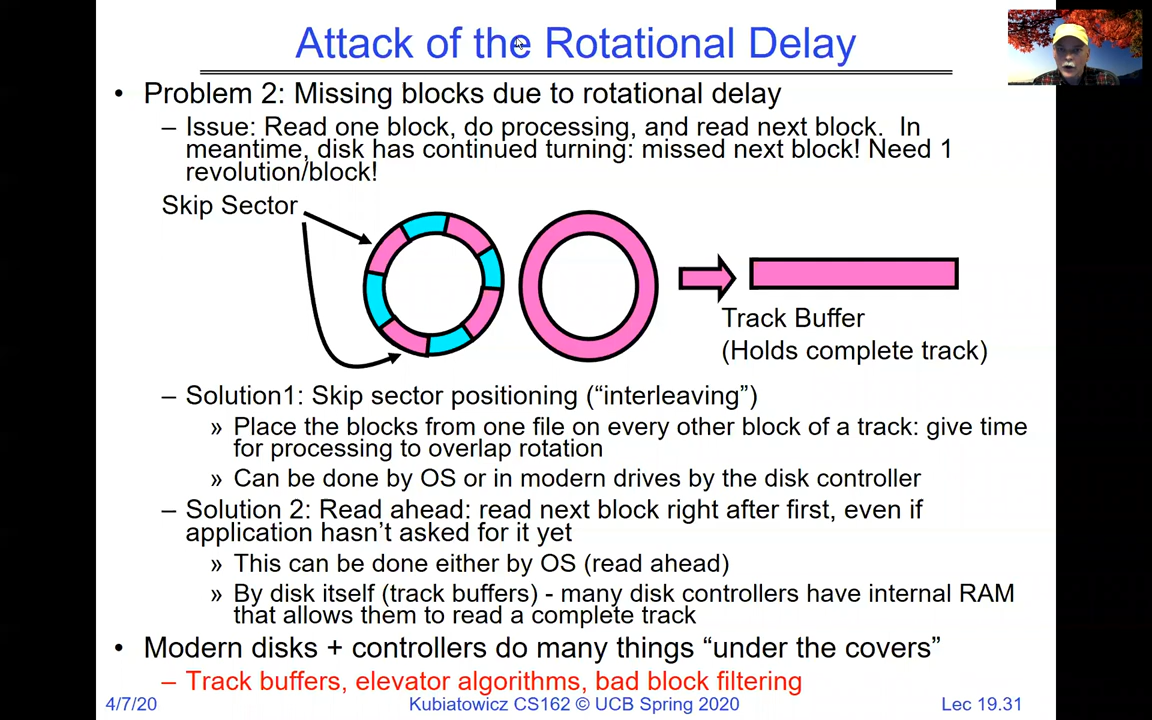 Attack of the Rotational Delay
• Problem 2: Missing blocks due to rotational delay
– Issue: Read one block, do processing, and read next block. In
meantime, disk has continued turning: missed next block! Need 1
revolution/block!
Skip Sector
Track Buffer
(Holds complete track)
– Solution1: Skip sector positioning (“interleaving”)
» Place the blocks from one file on every other block of a track: give time
for processing to overlap rotation
» Can be done by OS or in modern drives by the disk controller
– Solution 2: Read ahead: read next block right after first, even if
application hasn’t asked for it yet
» This can be done either by OS (read ahead)
» By disk itself (track buffers) - many disk controllers have internal RAM
that allows them to read a complete track
• Modern disks + controllers do many things “under the covers”
– Track buffers, elevator algorithms, bad block filtering
4/7/20 Kubiatowicz CS162 © UCB Spring 2020 Lec 19.31